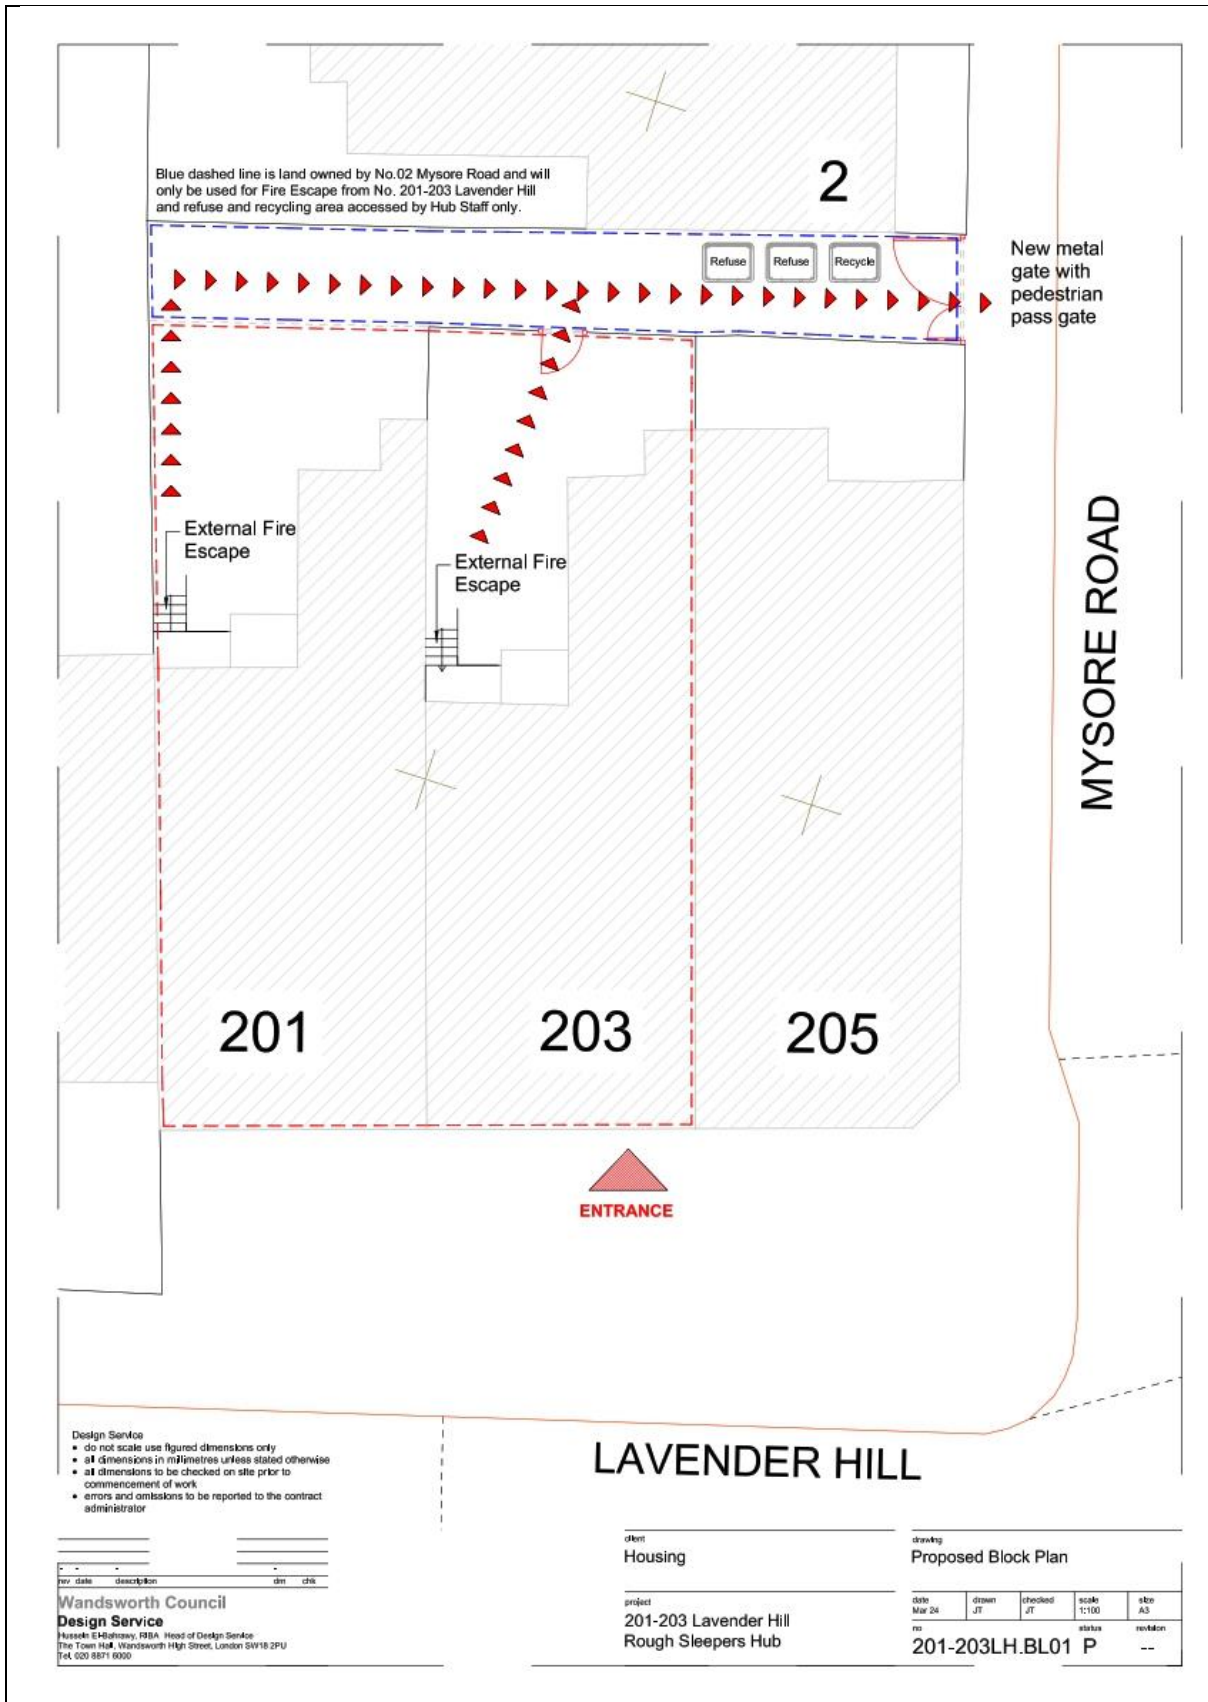 Blue dashed line is land owned by No.02 Mysore Road and will
only be used for Fire Escape from No. 201-203 Lavender Hill
and refuse and recycling area accessed by Hub Staff only.
2
Refuse
Refuse
Recycle
New metal
gate with
pedestrian
pass gate
External Fire
Escape
External Fire
Escape
MYSORE ROAD
201
203
205
ENTRANCE
LAVENDER HILL
Design Service
• do not scale use figured dimensions only
• all dimensions in millimetres unless stated otherwise
• all dimensions to be checked on site prior to
commencement of work
• errors and omissions to be reported to the contract
administrator
- - - -
rev date description drn chk
Wandsworth Council
Design Service
Hussein El-Bahrawy, RIBA Head of Design Service
The Town Hall, Wandsworth High Street, London SW18 2PU
Tel. 020 8871 6000
client
Housing
project
201-203 Lavender Hill
Rough Sleepers Hub
drawing
Proposed Block Plan
date drawn checked scale size
Mar 24 JT JT 1:100 A3
no status revision
201-203LH.BL01 P --